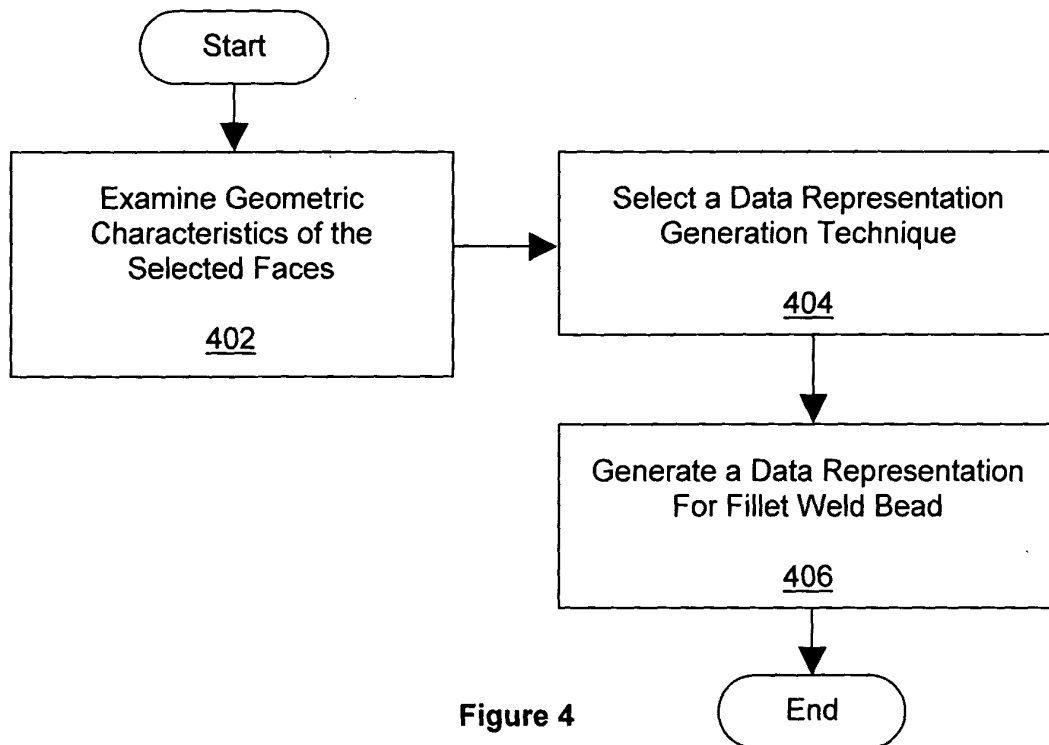 Start
Examine Geometric
Characteristics of the
Selected Faces
402
Select a Data Representation
Generation Technique
404
Generate a Data Representation
For Fillet Weld Bead
406
End
Figure 4